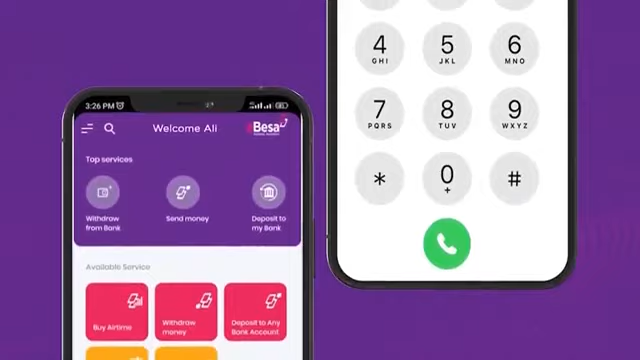 3:26 PM
Welcome Ali
eBesa
Top services
Withdraw
from Bank
Send money
Deposit to
my Bank
Available Service
Buy Airtime
Withdraw
money
Deposit to Any
Bank Account
4
GHI
5
JKL
6
MNO
7
PQRS
8
TUV
9
WXYZ
*
0
+
#